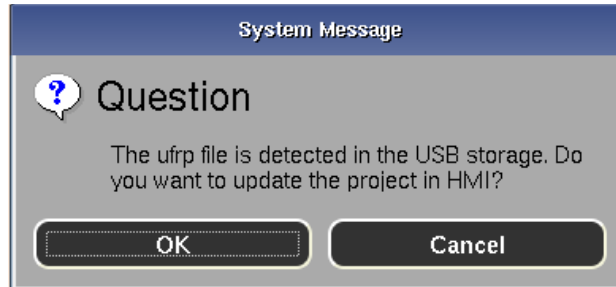 System Message
?
Question
The ufrp file is detected in the USB storage. Do
you want to update the project in HMI?
OK
Cancel